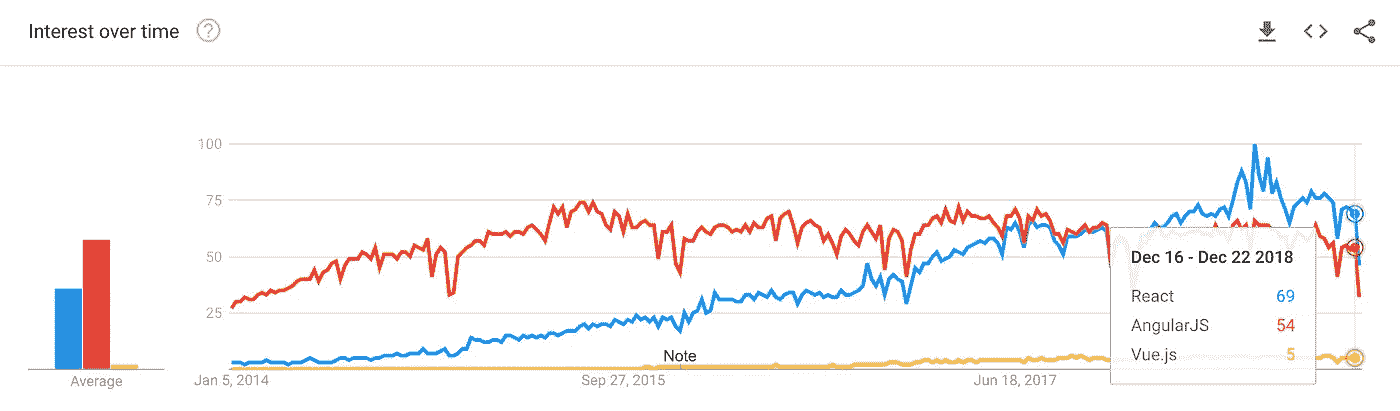 Interest over time ?
100
75
50
25
Note
Average
Jan 5, 2014 Sep 27, 2015 Jun 18, 2017
Dec 16 - Dec 22 2018
React 69
AngularJS 54
Vue.js 5